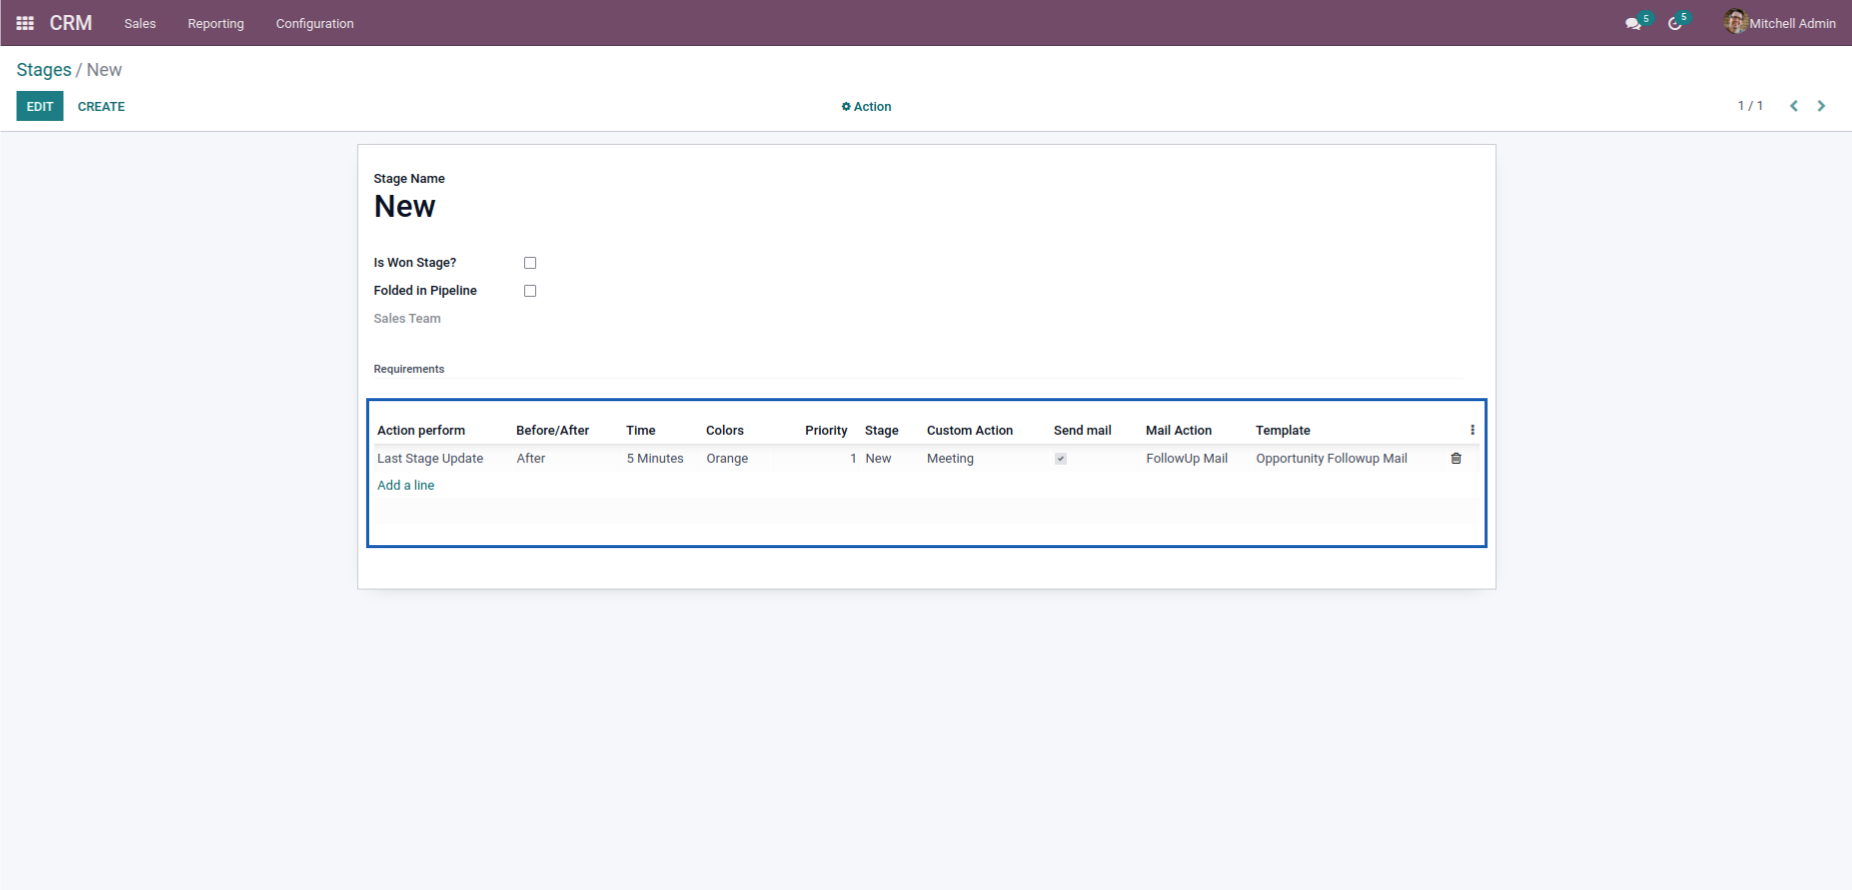 CRM Sales Reporting Configuration 5 5 Mitchell Admin
Stages / New
EDIT CREATE Action 1 / 1
Stage Name
New
Is Won Stage?
Folded in Pipeline
Sales Team
Requirements
Action perform Before/After Time Colors Priority Stage Custom Action Send mail Mail Action Template
Last Stage Update After 5 Minutes Orange 1 New Meeting FollowUp Mail Opportunity Followup Mail
Add a line